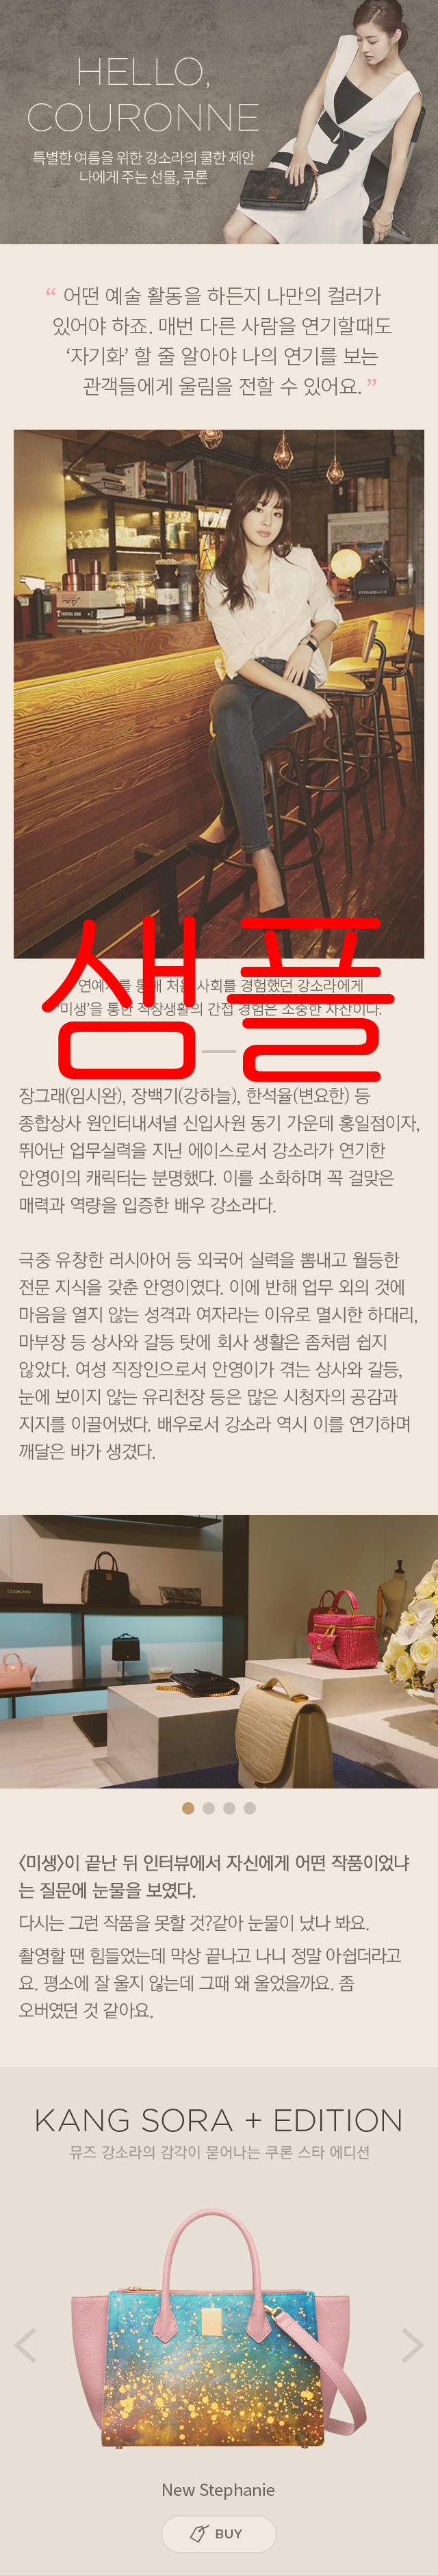 HELLO,
COURONNE
특별한 여름을 위한 강소라의 쿨한 제안
나에게 주는 선물, 쿠론
“ 어떤 예술 활동을 하든지 나만의 컬러가
있어야 하죠. 매번 다른 사람을 연기할때도
‘자기화’ 할 줄 알아야 나의 연기를 보는
관객들에게 울림을 전할 수 있어요. ”
샘플
연예계를 통해 처음 사회를 경험했던 강소라에게
‘미생’을 통한 직장생활의 간접 경험은 소중한 자산이다.
장그래(임시완), 장백기(강하늘), 한석율(변요한) 등
종합상사 원인터내셔널 신입사원 동기 가운데 홍일점이자,
뛰어난 업무실력을 지닌 에이스로서 강소라가 연기한
안영이의 캐릭터는 분명했다. 이를 소화하며 꼭 걸맞은
매력과 역량을 입증한 배우 강소라다.
극중 유창한 러시아어 등 외국어 실력을 뽐내고 월등한
전문 지식을 갖춘 안영이였다. 이에 반해 업무 외의 것에
마음을 열지 않는 성격과 여자라는 이유로 멸시한 하대리,
마부장 등 상사와 갈등 탓에 회사 생활은 좀처럼 쉽지
않았다. 여성 직장인으로서 안영이가 겪는 상사와 갈등,
눈에 보이지 않는 유리천장 등은 많은 시청자의 공감과
지지를 이끌어냈다. 배우로서 강소라 역시 이를 연기하며
깨달은 바가 생겼다.
COURONNE
〈미생〉이 끝난 뒤 인터뷰에서 자신에게 어떤 작품이었냐
는 질문에 눈물을 보였다.
다시는 그런 작품을 못할 것?같아 눈물이 났나 봐요.
촬영할 땐 힘들었는데 막상 끝나고 나니 정말 아쉽더라고
요. 평소에 잘 울지 않는데 그때 왜 울었을까요. 좀
오버였던 것 같아요.
KANG SORA + EDITION
뮤즈 강소라의 감각이 묻어나는 쿠론 스타 에디션
New Stephanie
BUY